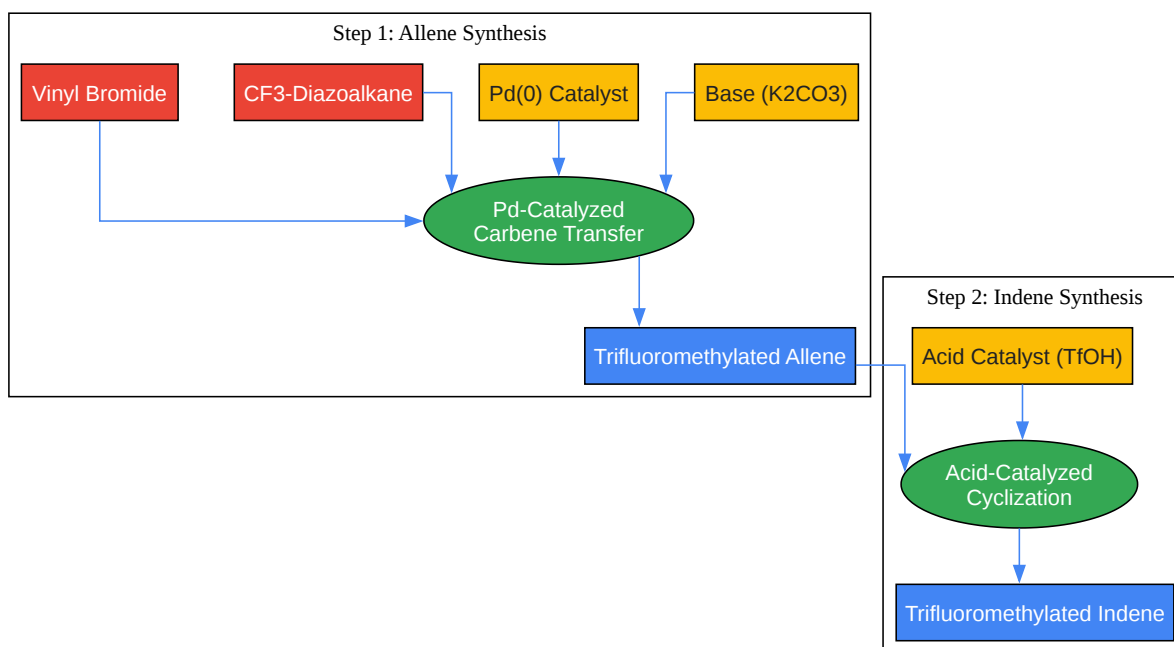 Step 1: Allene Synthesis
Vinyl Bromide
CF3-Diazoalkane
Pd(0) Catalyst
Base (K2CO3)
Pd-Catalyzed
Carbene Transfer
Trifluoromethylated Allene
Step 2: Indene Synthesis
Acid Catalyst (TfOH)
Acid-Catalyzed
Cyclization
Trifluoromethylated Indene